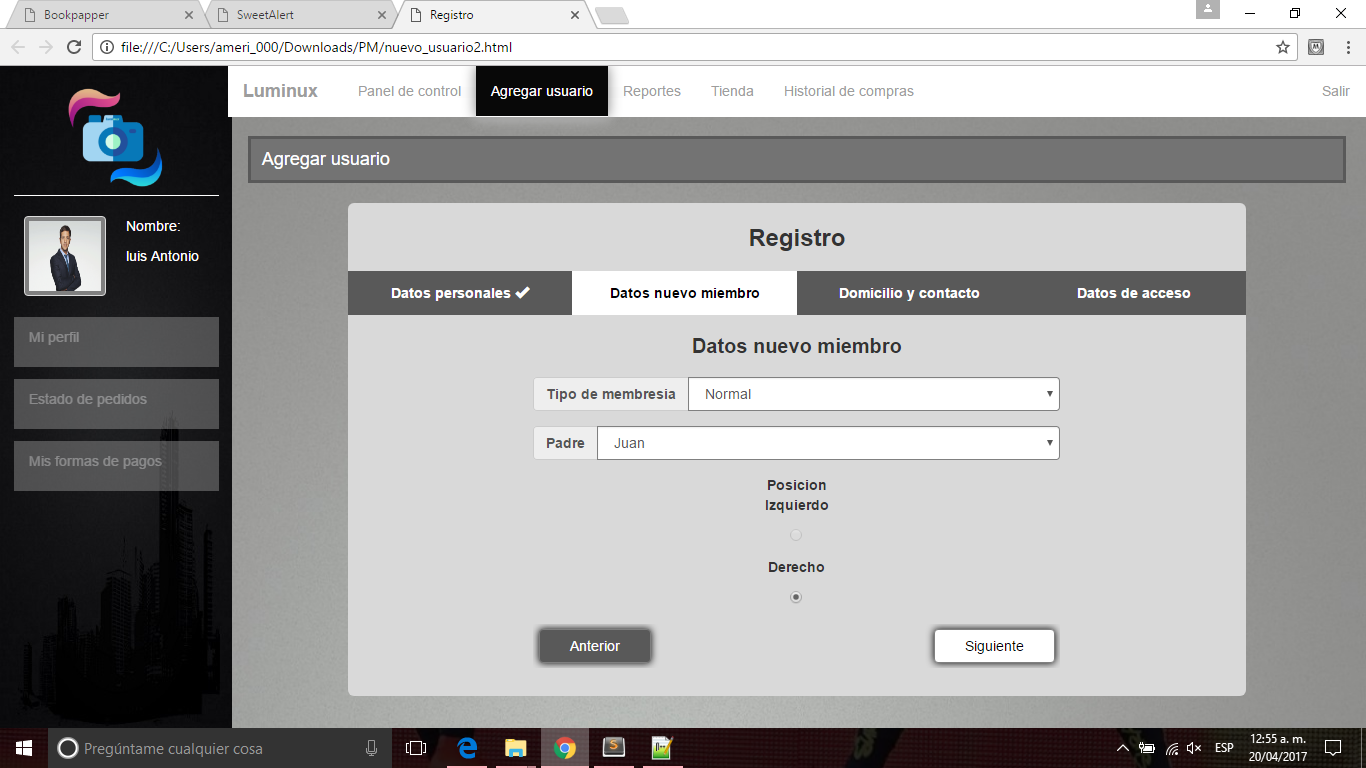 Bookpapper
SweetAlert
Registro
file:///C:/Users/ameri_000/Downloads/PM/nuevo_usuario2.html
Luminux
Panel de control
Agregar usuario
Reportes
Tienda
Historial de compras
Salir
Nombre:
luis Antonio
Mi perfil
Estado de pedidos
Mis formas de pagos
Agregar usuario
Registro
Datos personales
Datos nuevo miembro
Domicilio y contacto
Datos de acceso
Datos nuevo miembro
Tipo de membresia
Normal
Padre
Juan
Posicion
Izquierdo
Derecho
Anterior
Siguiente
Pregúntame cualquier cosa
ESP
12:55 a. m.
20/04/2017